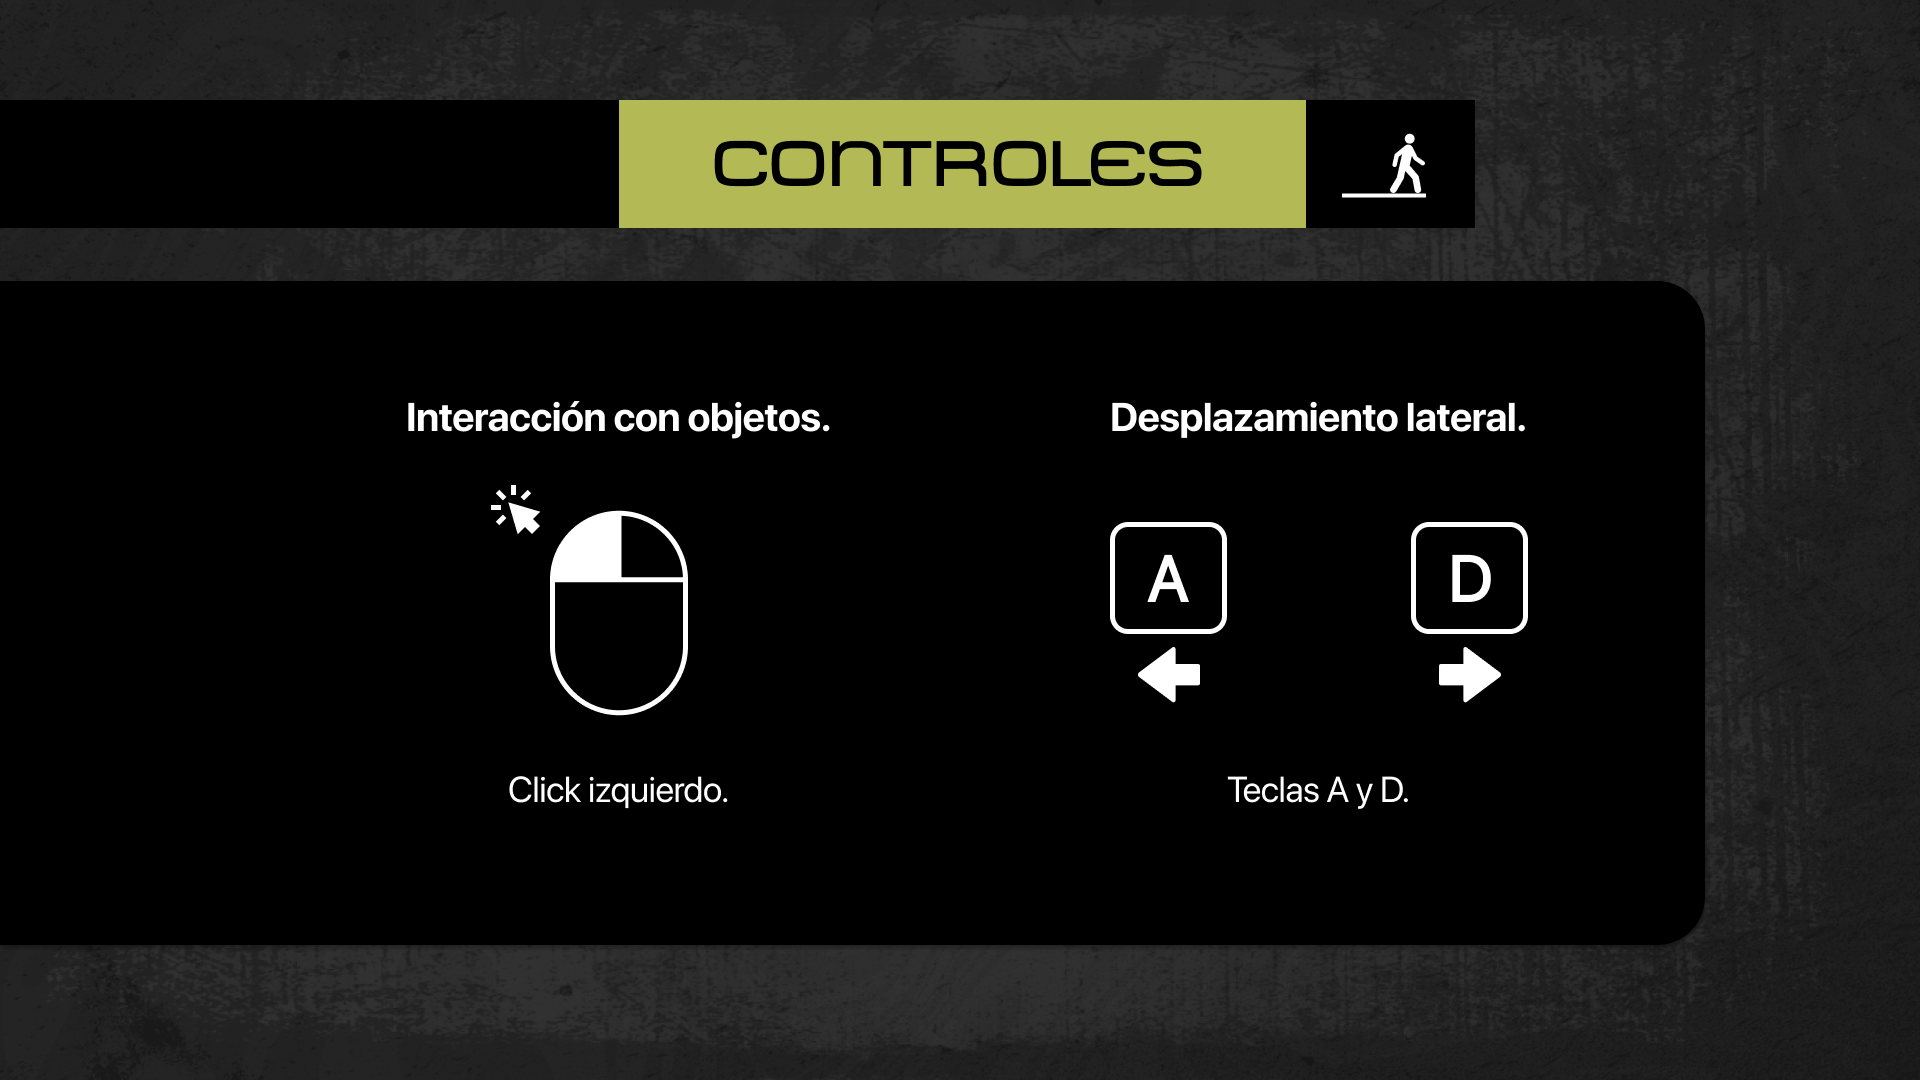 CONTROLES
Interacción con objetos.
Desplazamiento lateral.
A
D
Click izquierdo.
Teclas A y D.